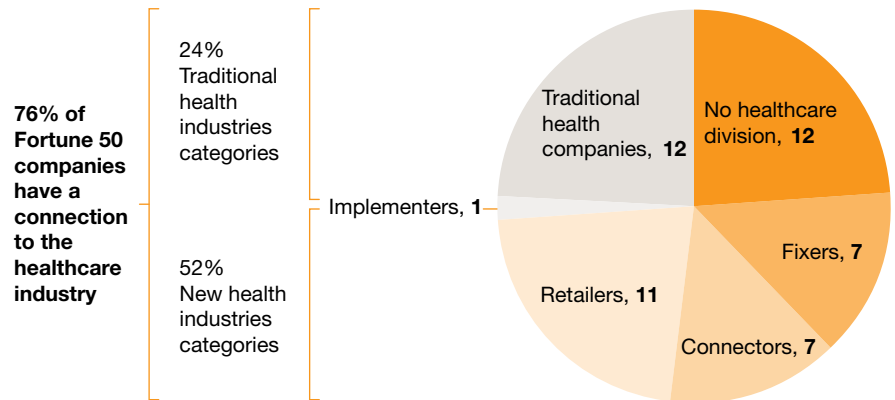 76% of
Fortune 50
companies
have a
connection
to the
healthcare
industry
24%
Traditional
health
industries
categories
52%
New health
industries
categories
Implementers, 1
Traditional
health
companies, 12
No healthcare
division, 12
Fixers, 7
Connectors, 7
Retailers, 11